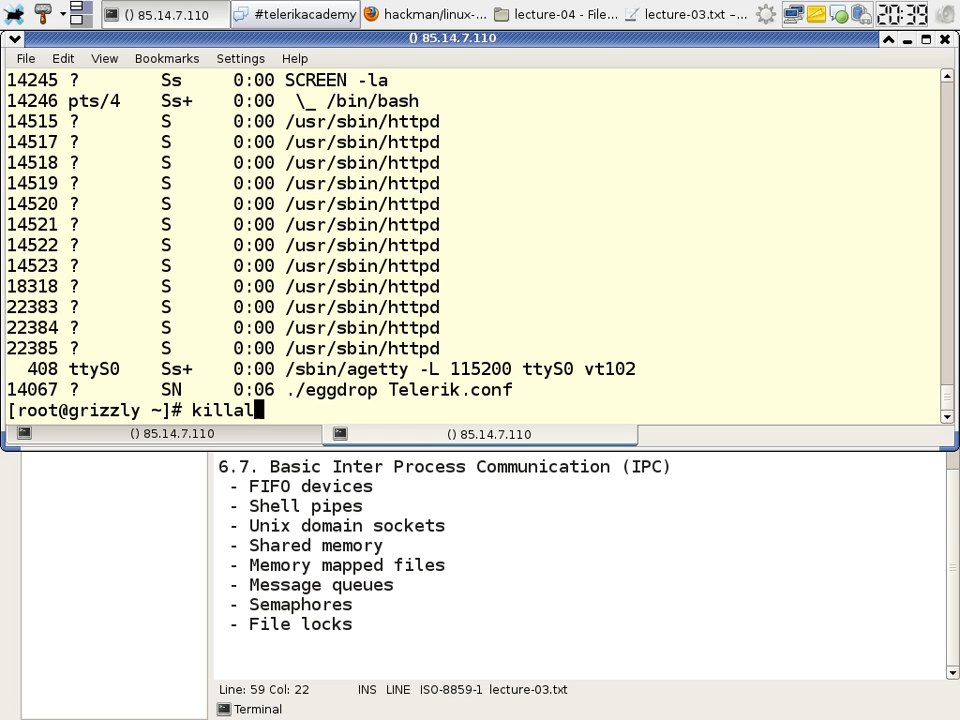 () 85.14.7.110
#telerikacademy
hackman/linux-...
lecture-04 - File...
lecture-03.txt –...
20:39
() 85.14.7.110
File Edit View Bookmarks Settings Help
14245 ? Ss 0:00 SCREEN -la
14246 pts/4 Ss+ 0:00 \_ /bin/bash
14515 ? S 0:00 /usr/sbin/httpd
14517 ? S 0:00 /usr/sbin/httpd
14518 ? S 0:00 /usr/sbin/httpd
14519 ? S 0:00 /usr/sbin/httpd
14520 ? S 0:00 /usr/sbin/httpd
14521 ? S 0:00 /usr/sbin/httpd
14522 ? S 0:00 /usr/sbin/httpd
14523 ? S 0:00 /usr/sbin/httpd
18318 ? S 0:00 /usr/sbin/httpd
22383 ? S 0:00 /usr/sbin/httpd
22384 ? S 0:00 /usr/sbin/httpd
22385 ? S 0:00 /usr/sbin/httpd
408 ttyS0 Ss+ 0:00 /sbin/agetty -L 115200 ttyS0 vt102
14067 ? SN 0:06 ./eggdrop Telerik.conf
[root@grizzly ~]# killal
() 85.14.7.110
() 85.14.7.110
6.7. Basic Inter Process Communication (IPC)
- FIFO devices
- Shell pipes
- Unix domain sockets
- Shared memory
- Memory mapped files
- Message queues
- Semaphores
- File locks
Line: 59 Col: 22 INS LINE ISO-8859-1 lecture-03.txt
Terminal